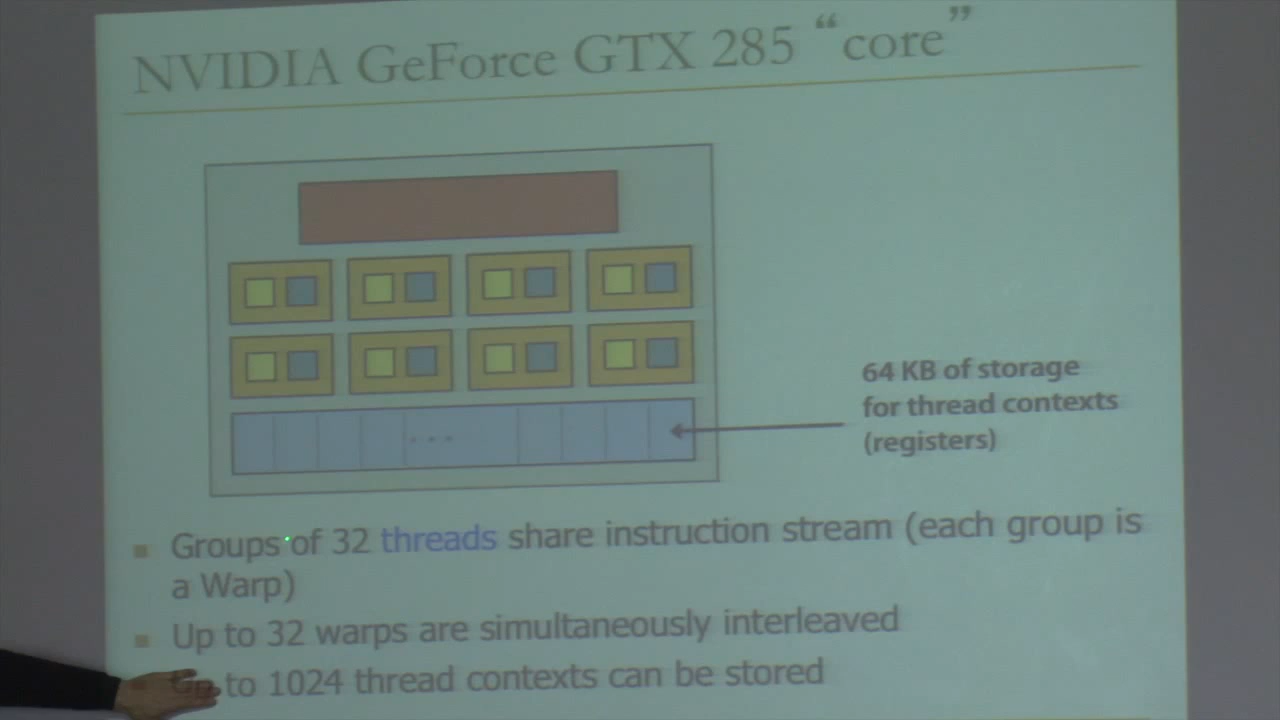 NVIDIA GeForce GTX 285 “core”
64 KB of storage
for thread contexts
(registers)
Groups of 32 threads share instruction stream (each group is
a Warp)
Up to 32 warps are simultaneously interleaved
Up to 1024 thread contexts can be stored